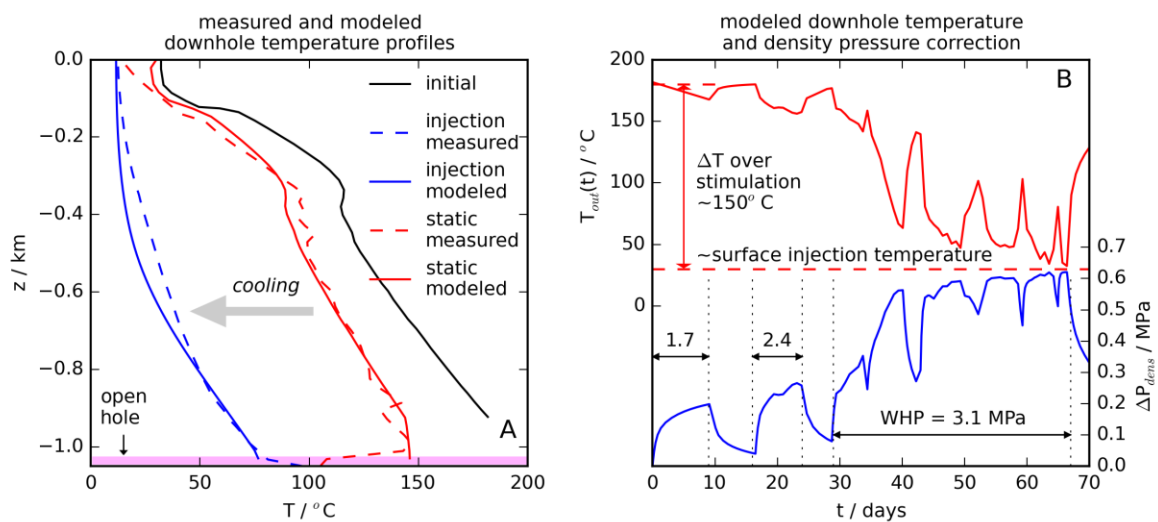 measured and modeled
downhole temperature profiles
0.0
−0.2
−0.4
−0.6
−0.8
−1.0
z / km
0
50
100
150
200
T / °C
initial
injection
measured
injection
modeled
static
measured
static
modeled
cooling
open
hole
A
modeled downhole temperature
and density pressure correction
200
150
100
50
0
T_out(t) / °C
B
ΔT over
stimulation
~150° C
~surface injection temperature
1.7
2.4
WHP = 3.1 MPa
0.7
0.6
0.5
0.4
0.3
0.2
0.1
0.0
ΔP_dens / MPa
0
10
20
30
40
50
60
70
t / days